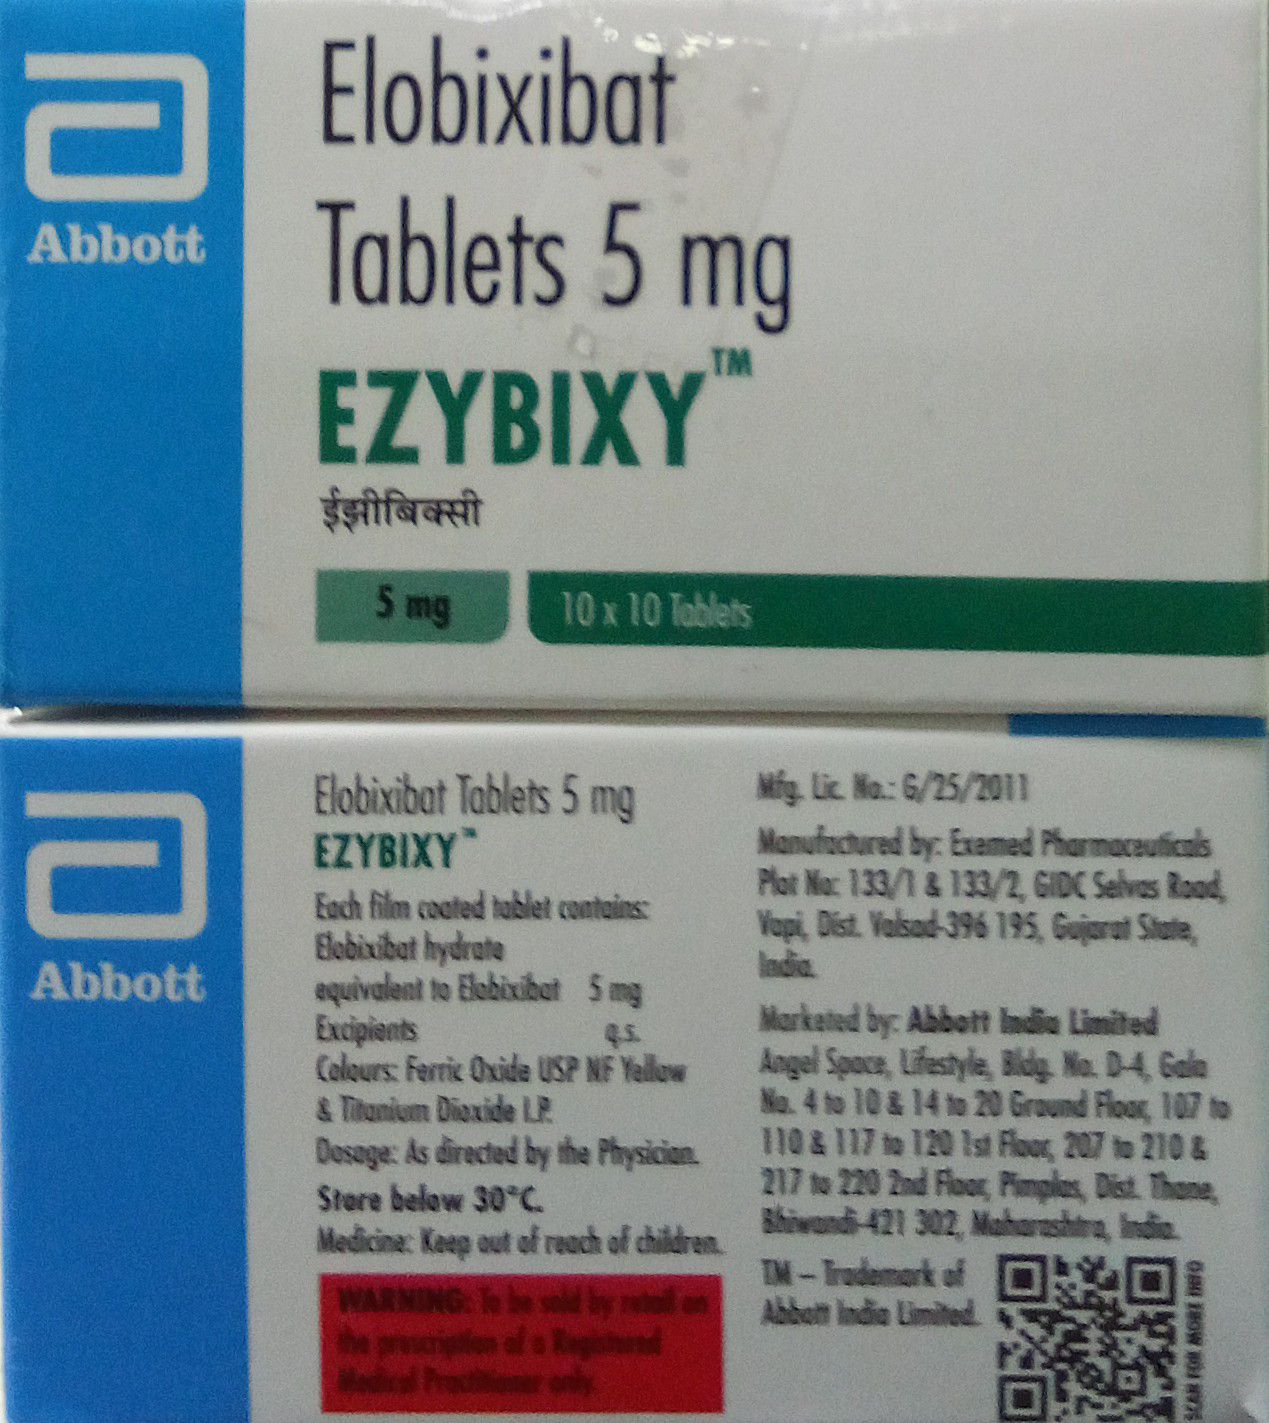 Abbott
Elobixibat
Tablets 5 mg
EZYBIXY™
ईझीबिक्सी
5 mg
10 x 10 Tablets
Abbott
Elobixibat Tablets 5 mg
EZYBIXY™
Each film coated tablet contains:
Elobixibat hydrate
equivalent to Elobixibat 5 mg
Excipients q.s.
Colours: Ferric Oxide USP NF Yellow
& Titanium Dioxide I.P.
Dosage: As directed by the Physician.
Store below 30°C.
Medicine: Keep out of reach of children.
WARNING: To be sold by retail on
the prescription of a Registered
Medical Practitioner only.
Mfg. Lic. No.: G/25/2011
Manufactured by: Exemed Pharmaceuticals
Plot No: 133/1 & 133/2, GIDC Selvas Road,
Vapi, Dist. Valsad-396 195, Gujarat State,
India.
Marketed by: Abbott India Limited
Angel Space, Lifestyle, Bldg. No. D-4, Gala
No. 4 to 10 & 14 to 20 Ground Floor, 107 to
110 & 117 to 120 1st Floor, 207 to 210 &
217 to 220 2nd Floor, Pimplas, Dist. Thane,
Bhiwandi-421 302, Maharashtra, India.
TM – Trademark of
Abbott India Limited.
SCAN FOR MORE INFO